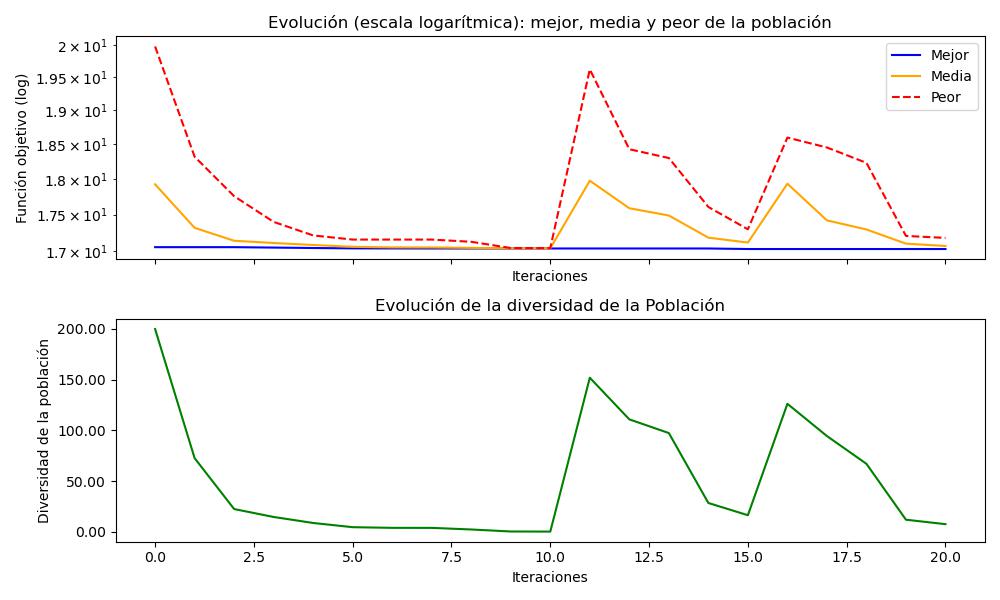 Evolución (escala logarítmica): mejor, media y peor de la población
Función objetivo (log)
2 × 10¹
1.95 × 10¹
1.9 × 10¹
1.85 × 10¹
1.8 × 10¹
1.75 × 10¹
1.7 × 10¹
Mejor
Media
Peor
Iteraciones
Evolución de la diversidad de la Población
Diversidad de la población
200.00
150.00
100.00
50.00
0.00
0.0 2.5 5.0 7.5 10.0 12.5 15.0 17.5 20.0
Iteraciones